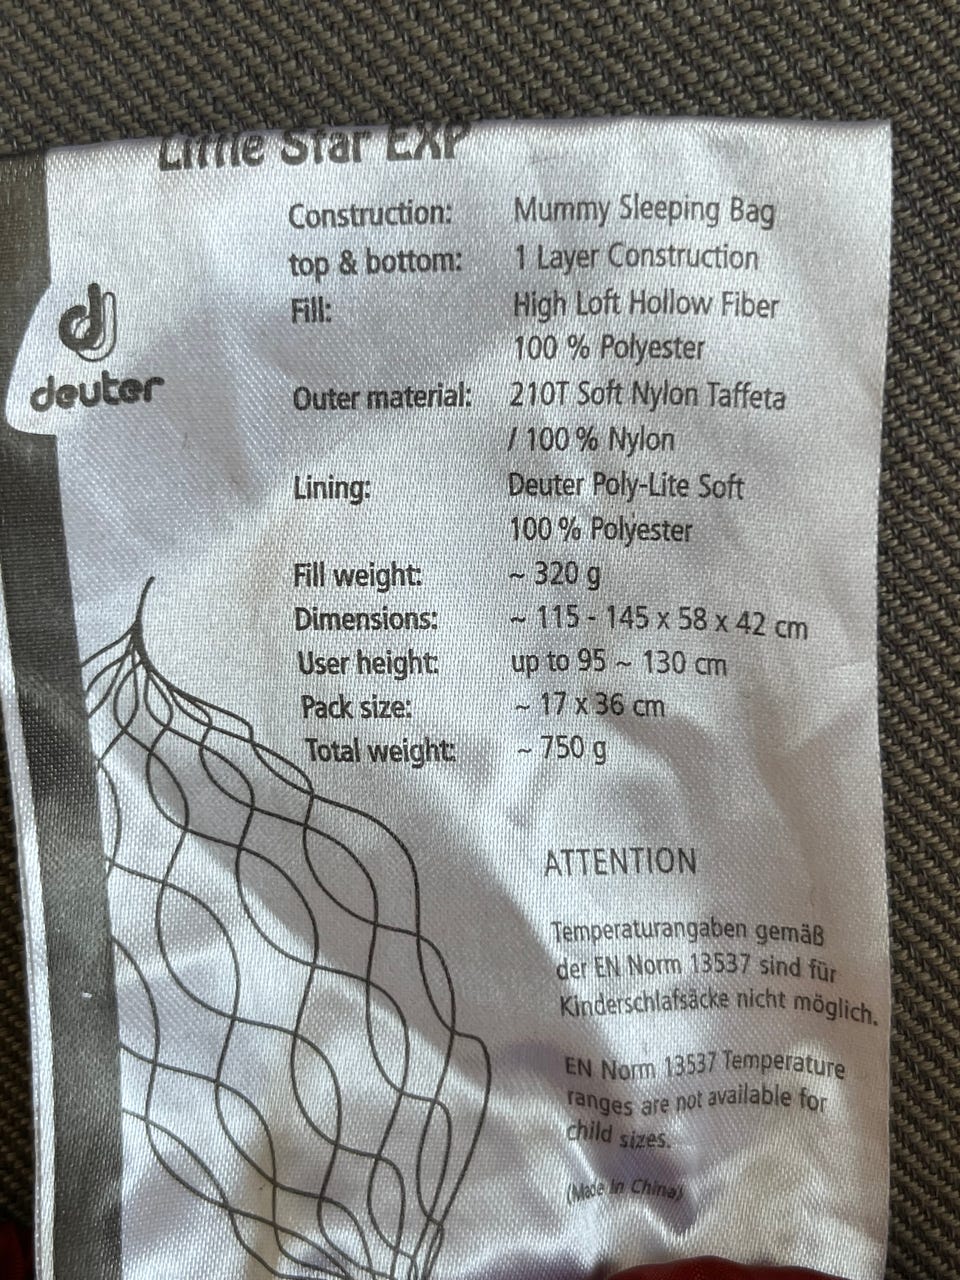 Little Star EXP
Construction: Mummy Sleeping Bag
top & bottom: 1 Layer Construction
Fill: High Loft Hollow Fiber
100 % Polyester
Outer material: 210T Soft Nylon Taffeta
/ 100 % Nylon
Lining: Deuter Poly-Lite Soft
100 % Polyester
Fill weight: ~ 320 g
Dimensions: ~ 115 - 145 x 58 x 42 cm
User height: up to 95 ~ 130 cm
Pack size: ~ 17 x 36 cm
Total weight: ~ 750 g
deuter
ATTENTION
Temperaturangaben gemäß
der EN Norm 13537 sind für
Kinderschlafsäcke nicht möglich.
EN Norm 13537 Temperature
ranges are not available for
child sizes.
(Made in China)